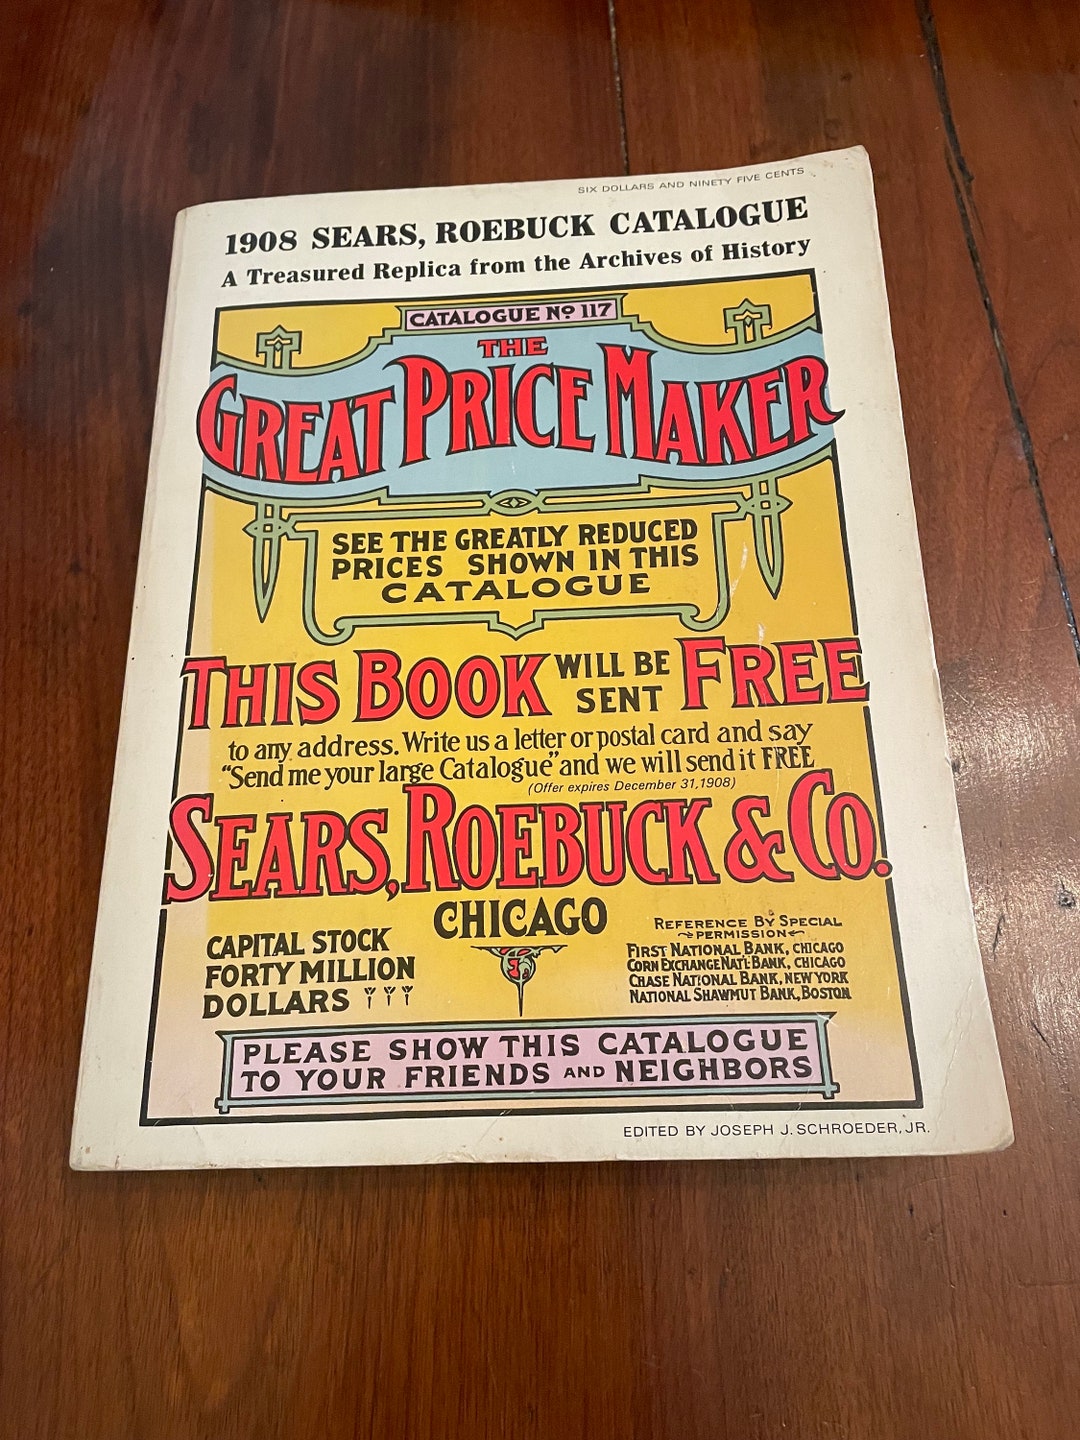 SIX DOLLARS AND NINETY FIVE CENTS
1908 SEARS, ROEBUCK CATALOGUE
A Treasured Replica from the Archives of History
CATALOGUE No 117
THE
GREAT PRICE MAKER
SEE THE GREATLY REDUCED
PRICES SHOWN IN THIS
CATALOGUE
THIS BOOK WILL BE SENT FREE
to any address. Write us a letter or postal card and say
"Send me your large Catalogue" and we will send it FREE
(Offer expires December 31, 1908)
SEARS, ROEBUCK & CO.
CHICAGO
CAPITAL STOCK
FORTY MILLION
DOLLARS
REFERENCE BY SPECIAL
PERMISSION
FIRST NATIONAL BANK, CHICAGO
CORN EXCHANGE NAT'L BANK, CHICAGO
CHASE NATIONAL BANK, NEW YORK
NATIONAL SHAWMUT BANK, BOSTON
PLEASE SHOW THIS CATALOGUE
TO YOUR FRIENDS AND NEIGHBORS
EDITED BY JOSEPH J. SCHROEDER, JR.